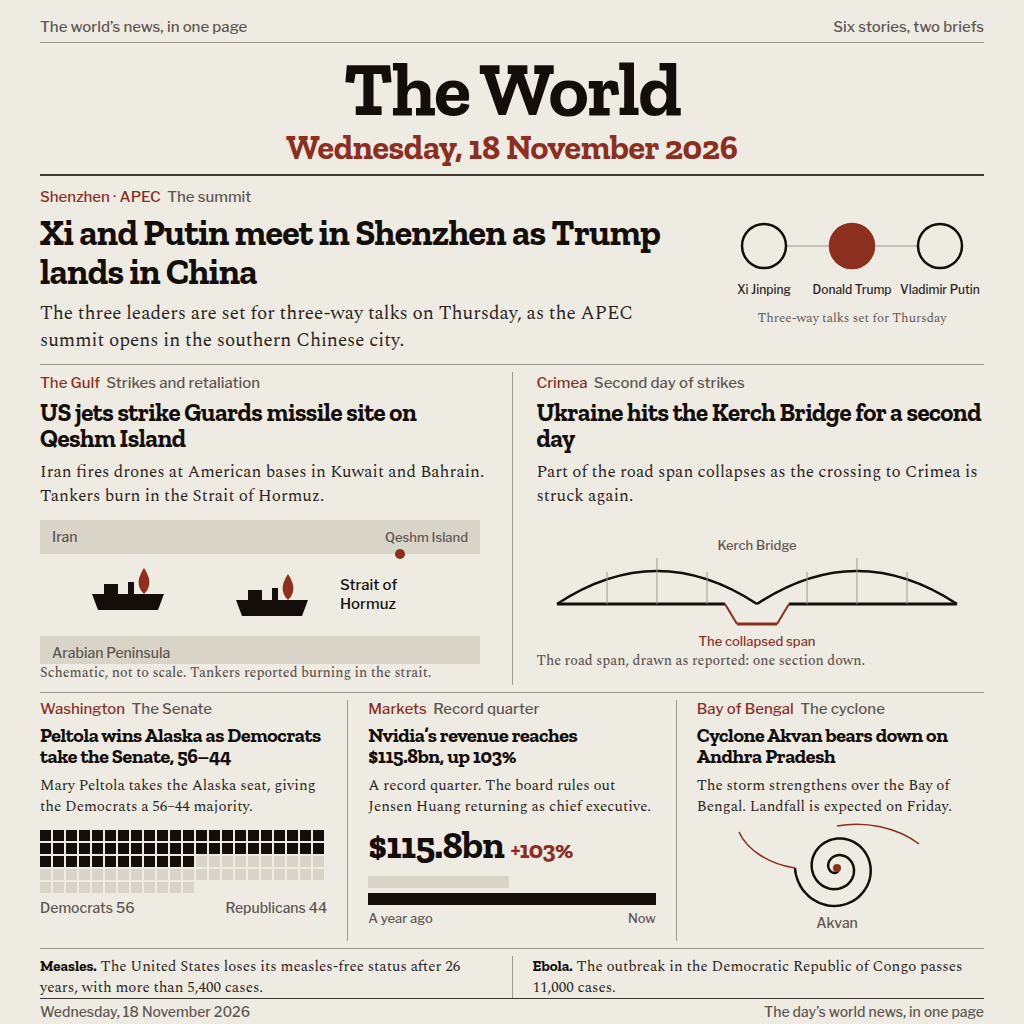 The world's news, in one page
Six stories, two briefs
The World
Wednesday, 18 November 2026
Shenzhen · APEC The summit
Xi and Putin meet in Shenzhen as Trump
lands in China
The three leaders are set for three-way talks on Thursday, as the APEC
summit opens in the southern Chinese city.
Xi Jinping
Donald Trump
Vladimir Putin
Three-way talks set for Thursday
The Gulf Strikes and retaliation
US jets strike Guards missile site on
Qeshm Island
Iran fires drones at American bases in Kuwait and Bahrain.
Tankers burn in the Strait of Hormuz.
Iran
Qeshm Island
Strait of
Hormuz
Arabian Peninsula
Schematic, not to scale. Tankers reported burning in the strait.
Crimea Second day of strikes
Ukraine hits the Kerch Bridge for a second
day
Part of the road span collapses as the crossing to Crimea is
struck again.
Kerch Bridge
The collapsed span
The road span, drawn as reported: one section down.
Washington The Senate
Peltola wins Alaska as Democrats
take the Senate, 56–44
Mary Peltola takes the Alaska seat, giving
the Democrats a 56–44 majority.
Democrats 56
Republicans 44
Markets Record quarter
Nvidia's revenue reaches
$115.8bn, up 103%
A record quarter. The board rules out
Jensen Huang returning as chief executive.
$115.8bn +103%
A year ago
Now
Bay of Bengal The cyclone
Cyclone Akvan bears down on
Andhra Pradesh
The storm strengthens over the Bay of
Bengal. Landfall is expected on Friday.
Akvan
Measles. The United States loses its measles-free status after 26
years, with more than 5,400 cases.
Ebola. The outbreak in the Democratic Republic of Congo passes
11,000 cases.
Wednesday, 18 November 2026
The day's world news, in one page